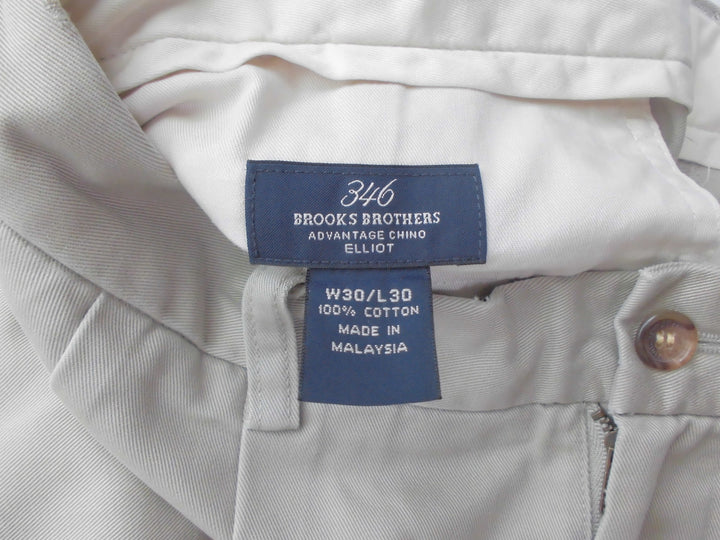 346
BROOKS BROTHERS
ADVANTAGE CHINO
ELLIOT
W30/L30
100% COTTON
MADE IN
MALAYSIA